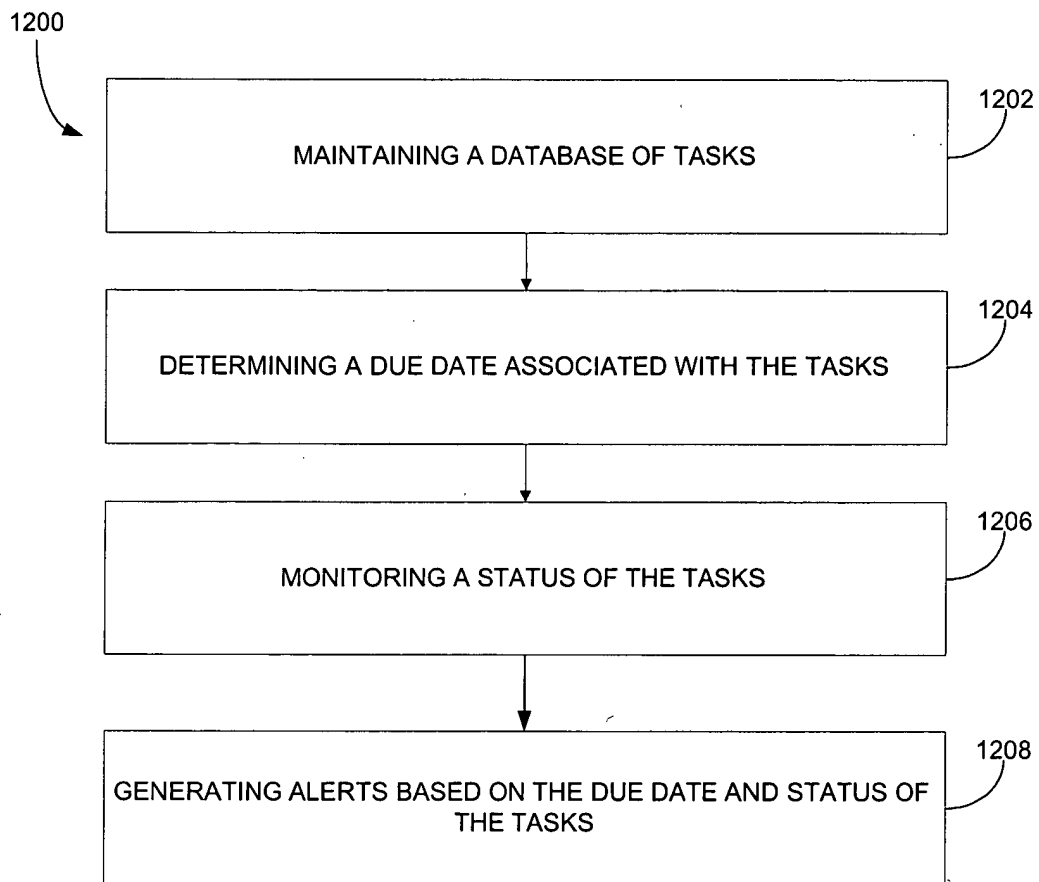 1200
1202
MAINTAINING A DATABASE OF TASKS
1204
DETERMINING A DUE DATE ASSOCIATED WITH THE TASKS
1206
MONITORING A STATUS OF THE TASKS
1208
GENERATING ALERTS BASED ON THE DUE DATE AND STATUS OF
THE TASKS